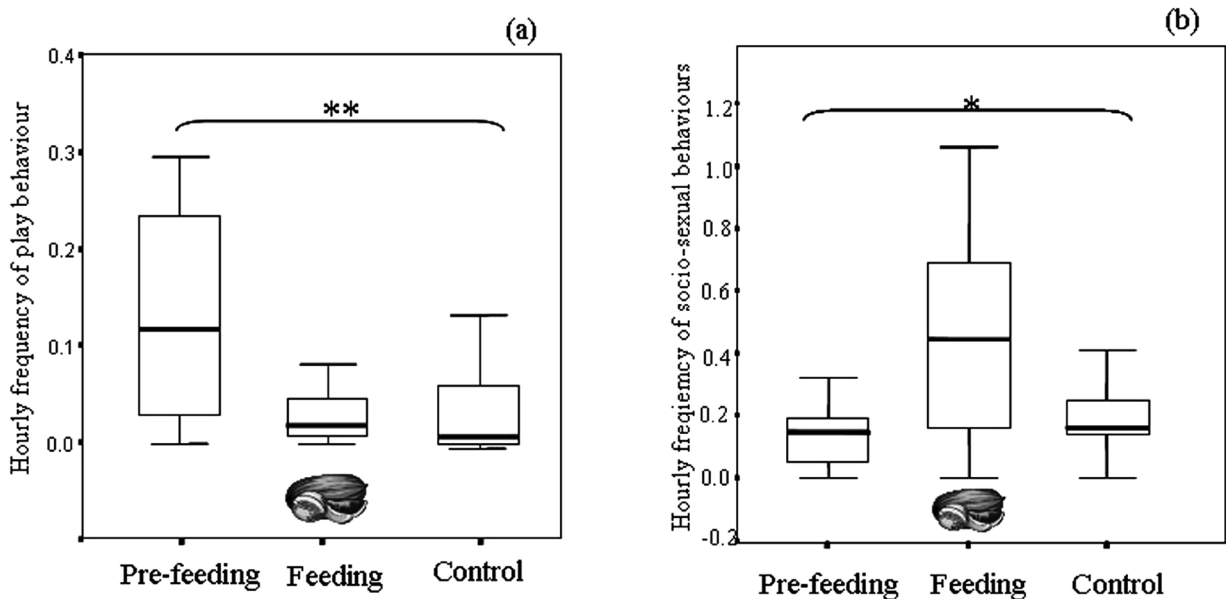 (a)
Hourly frequency of play behaviour
0.4
0.3
0.2
0.1
0.0
**
Pre-feeding
Feeding
Control
(b)
Hourly freqiemcy of socio-sexual behaviours
1.2
1.0
0.8
0.6
0.4
0.2
0.0
-0.2
*
Pre-feeding
Feeding
Control